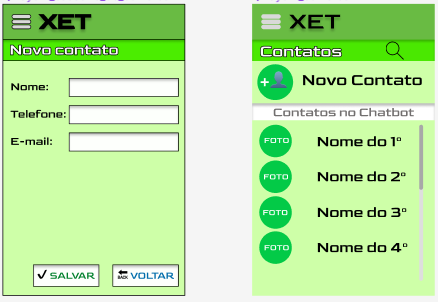 XET
Novo contato
Nome:
Telefone:
E-mail:
SALVAR
BACK VOLTAR
XET
Contatos
Novo Contato
Contatos no Chatbot
FOTO Nome do 1º
FOTO Nome do 2º
FOTO Nome do 3º
FOTO Nome do 4º